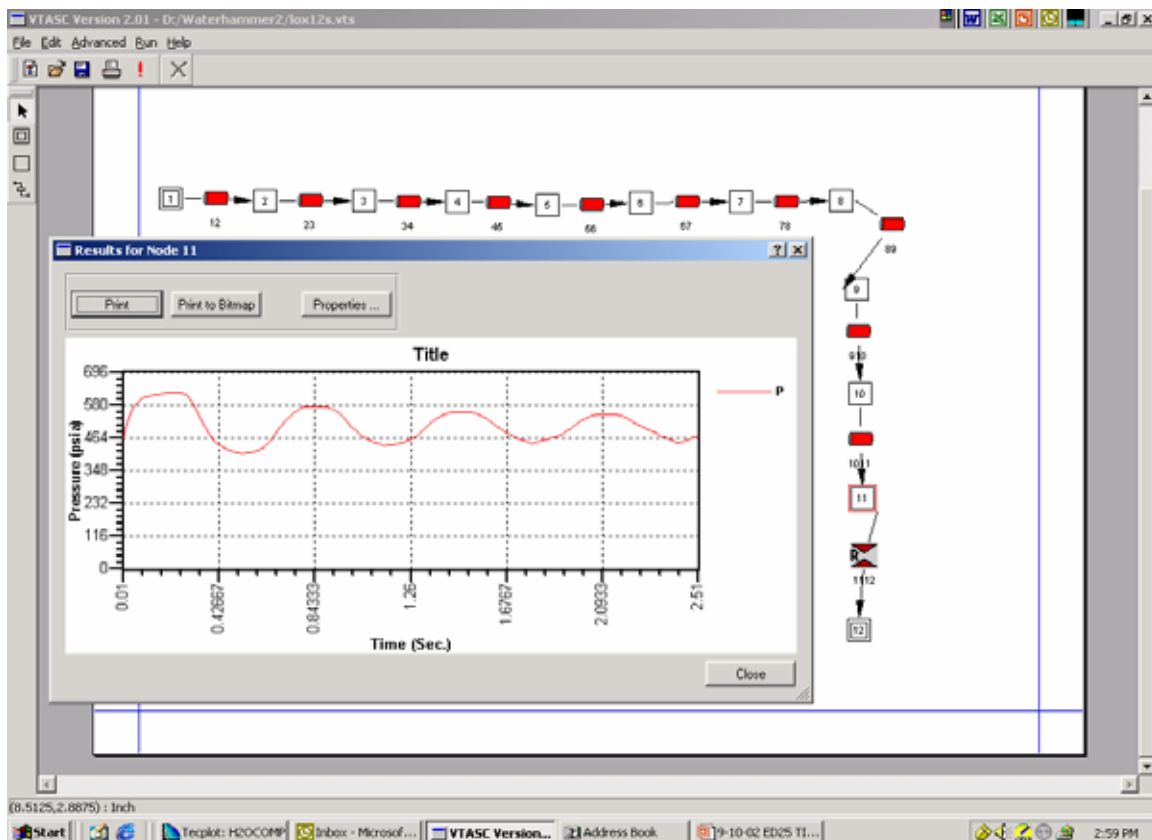 VTASC Version 2.01 - D:/Waterhammer2/lox12s.vts
File Edit Advanced Run Help
1 2 3 4 5 6 7 8
12 23 34 45 56 67 78
89
Results for Node 11
Print Print to Bitmap Properties ...
9
910
10
1011
11
R
1112
12
Title
P
Pressure (psia)
696
580
464
348
232
116
0
0.01 0.42667 0.84333 1.26 1.6767 2.0933 2.51
Time (Sec.)
Close
(8.5125,2.8875) : Inch
Start Tecplot: H2OCOMP Inbox - Microsof... VTASC Version... Address Book 9-10-02 ED25 TI... 2:59 PM